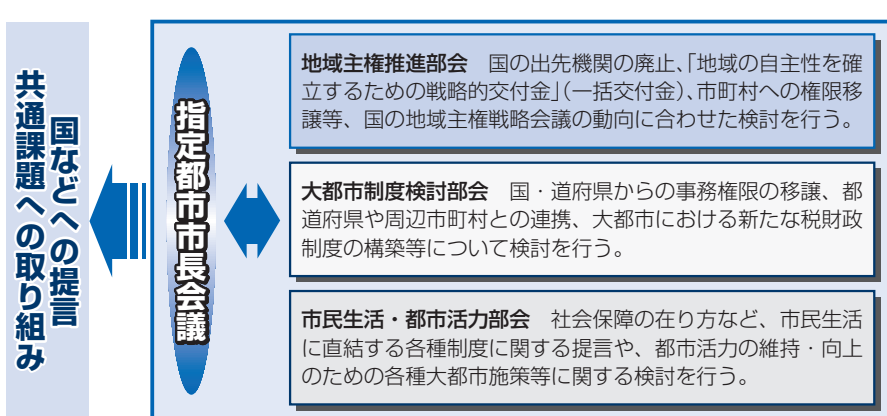 国などへの提言
共通課題への取り組み
指定都市市長会議
地域主権推進部会　国の出先機関の廃止、「地域の自主性を確
立するための戦略的交付金」（一括交付金）、市町村への権限移
譲等、国の地域主権戦略会議の動向に合わせた検討を行う。
大都市制度検討部会　国・道府県からの事務権限の移譲、都
道府県や周辺市町村との連携、大都市における新たな税財政
制度の構築等について検討を行う。
市民生活・都市活力部会　社会保障の在り方など、市民生活
に直結する各種制度に関する提言や、都市活力の維持・向上
のための各種大都市施策等に関する検討を行う。